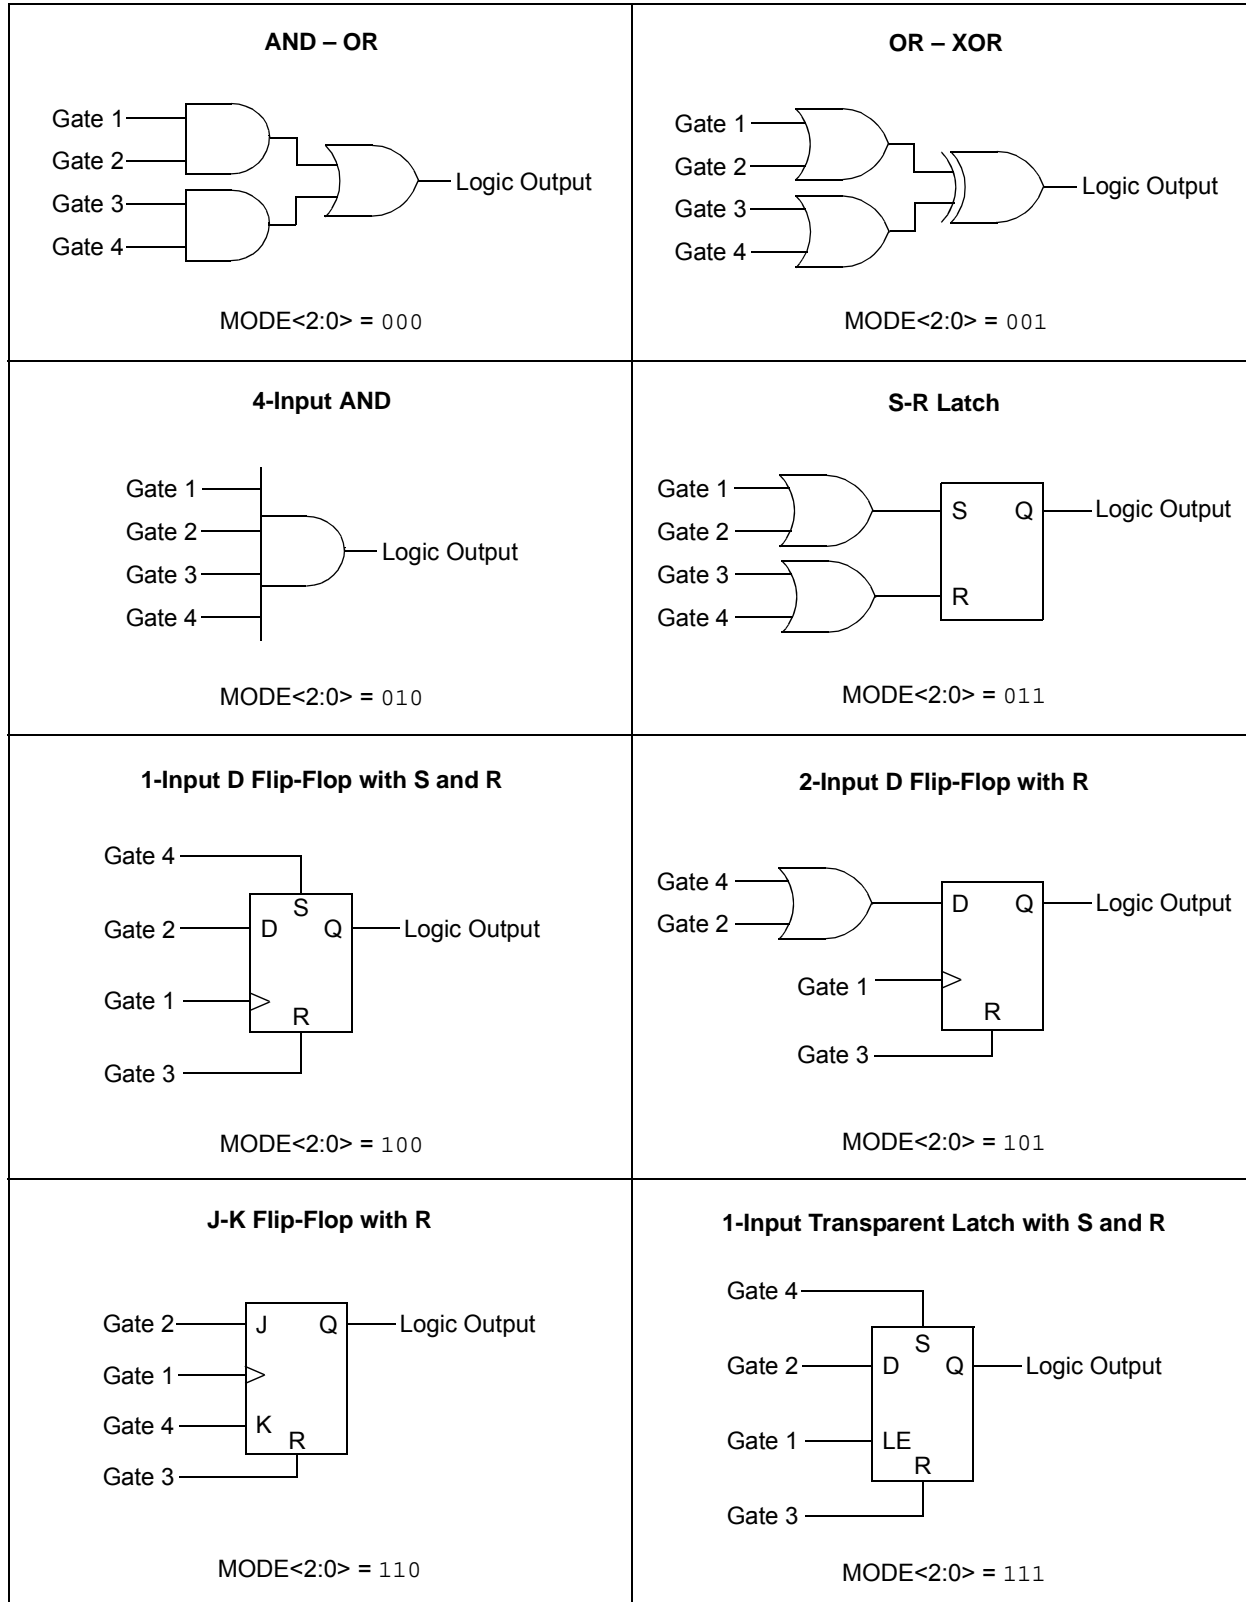 AND – OR
Gate 1
Gate 2
Gate 3
Gate 4
Logic Output
MODE<2:0> = 000
OR – XOR
Gate 1
Gate 2
Gate 3
Gate 4
Logic Output
MODE<2:0> = 001
4-Input AND
Gate 1
Gate 2
Gate 3
Gate 4
Logic Output
MODE<2:0> = 010
S-R Latch
Gate 1
Gate 2
Gate 3
Gate 4
S Q
R
Logic Output
MODE<2:0> = 011
1-Input D Flip-Flop with S and R
Gate 4
S
Gate 2
D Q
Logic Output
Gate 1
R
Gate 3
MODE<2:0> = 100
2-Input D Flip-Flop with R
Gate 4
Gate 2
D Q
Logic Output
Gate 1
R
Gate 3
MODE<2:0> = 101
J-K Flip-Flop with R
Gate 2
J Q
Logic Output
Gate 1
Gate 4
K
R
Gate 3
MODE<2:0> = 110
1-Input Transparent Latch with S and R
Gate 4
S
Gate 2
D Q
Logic Output
Gate 1
LE
R
Gate 3
MODE<2:0> = 111